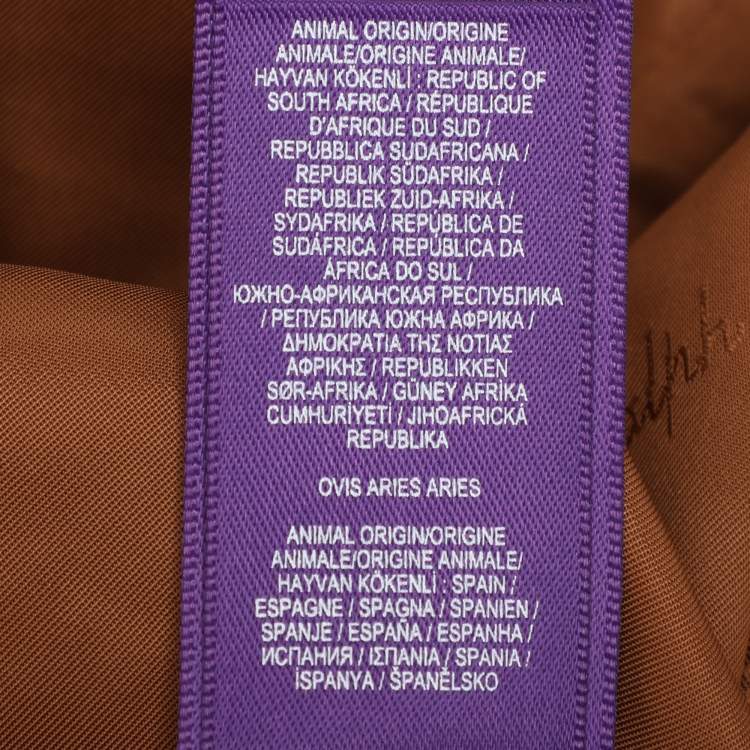 ANIMAL ORIGIN/ORIGINE
ANIMALE/ORIGINE ANIMALE/
HAYVAN KÖKENLİ : REPUBLIC OF
SOUTH AFRICA / RÉPUBLIQUE
D'AFRIQUE DU SUD /
REPUBBLICA SUDAFRICANA /
REPUBLIK SÜDAFRIKA /
REPUBLIEK ZUID-AFRIKA /
SYDAFRIKA / REPÚBLICA DE
SUDÁFRICA / REPÚBLICA DA
ÁFRICA DO SUL /
ЮЖНО-АФРИКАНСКАЯ РЕСПУБЛИКА
/ РЕПУБЛИКА ЮЖНА АФРИКА /
ΔΗΜΟΚΡΑΤΙΑ ΤΗΣ ΝΟΤΙΑΣ
ΑΦΡΙΚΗΣ / REPUBLIKKEN
SØR-AFRIKA / GÜNEY AFRİKA
CUMHURİYETİ / JIHOAFRICKÁ
REPUBLIKA
OVIS ARIES ARIES
ANIMAL ORIGIN/ORIGINE
ANIMALE/ORIGINE ANIMALE/
HAYVAN KÖKENLİ : SPAIN /
ESPAGNE / SPAGNA / SPANIEN /
SPANJE / ESPAÑA / ESPANHA /
ИСПАНИЯ / ΙΣΠΑΝΙΑ / SPANIA /
İSPANYA / ŠPANĚLSKO